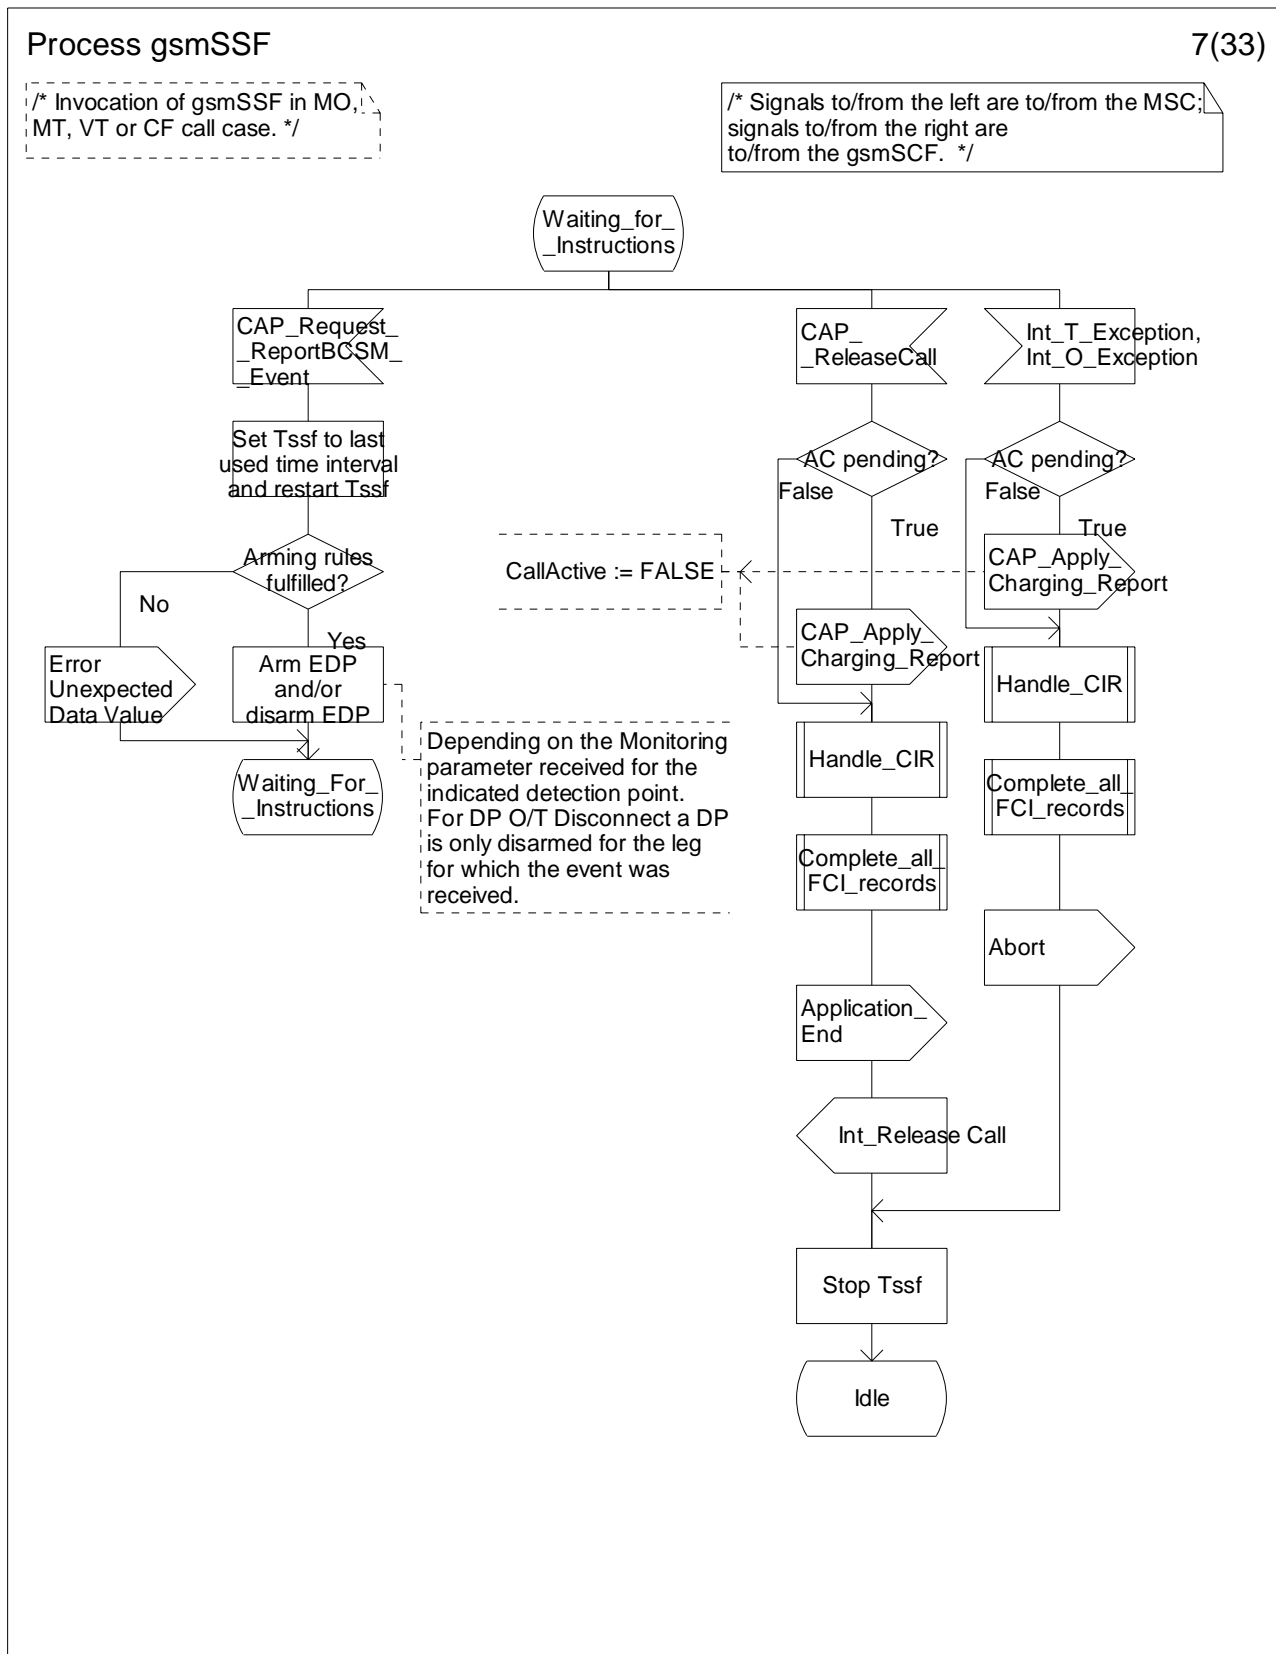 Process gsmSSF
7(33)
/* Invocation of gsmSSF in MO,
MT, VT or CF call case. */
/* Signals to/from the left are to/from the MSC;
signals to/from the right are
to/from the gsmSCF.  */
Waiting_for_
_Instructions
CAP_Request_
_ReportBCSM_
_Event
Set Tssf to last
used time interval
and restart Tssf
Arming rules
fulfilled?
No
Yes
Error
Unexpected
Data Value
Arm EDP
and/or
disarm EDP
Waiting_For_
_Instructions
Depending on the Monitoring
parameter received for the
indicated detection point.
For DP O/T Disconnect a DP
is only disarmed for the leg
for which the event was
received.
CallActive := FALSE
CAP_
_ReleaseCall
AC pending?
False
True
CAP_Apply_
Charging_Report
Handle_CIR
Complete_all_
FCI_records
Application_
End
Int_Release Call
Stop Tssf
Idle
Int_T_Exception,
Int_O_Exception
AC pending?
False
True
CAP_Apply_
Charging_Report
Handle_CIR
Complete_all_
FCI_records
Abort